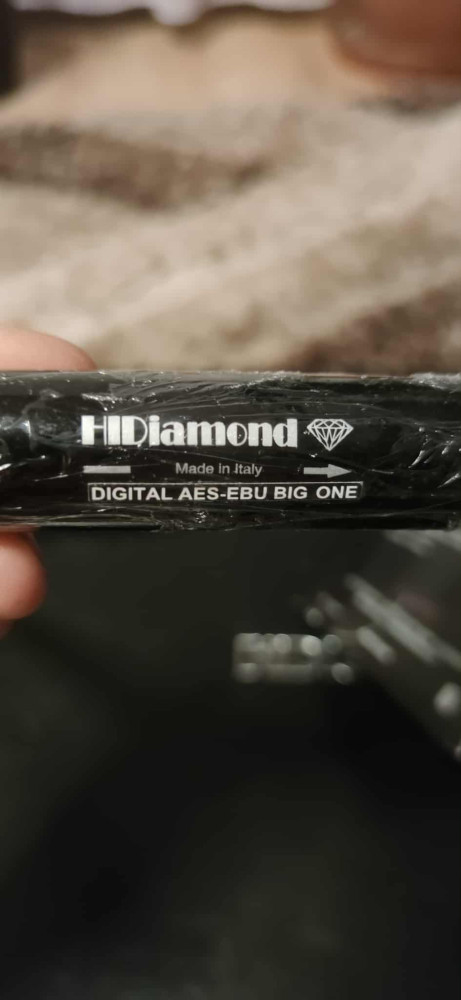 HIDiamond
Made in Italy
DIGITAL AES-EBU BIG ONE